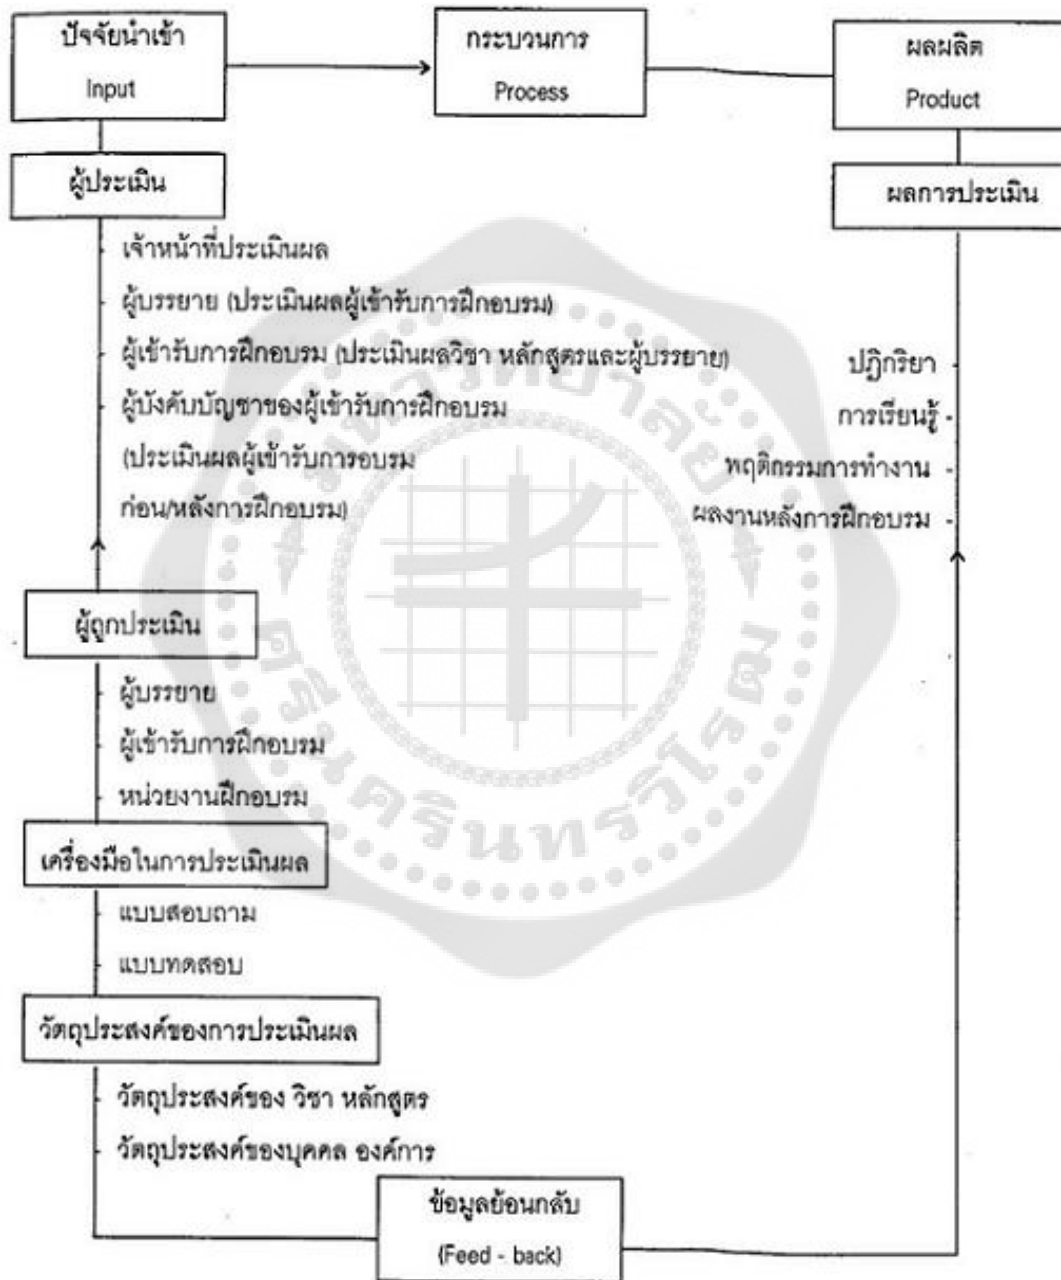 ปัจจัยนำเข้า
Input
กระบวนการ
Process
ผลผลิต
Product
ผู้ประเมิน
ผลการประเมิน
เจ้าหน้าที่ประเมินผล
ผู้บรรยาย (ประเมินผลผู้เข้ารับการฝึกอบรม)
ผู้เข้ารับการฝึกอบรม (ประเมินผลวิชา หลักสูตรและผู้บรรยาย)
ผู้บังคับบัญชาของผู้เข้ารับการฝึกอบรม
(ประเมินผลผู้เข้ารับการอบรม
ก่อน/หลังการฝึกอบรม)
ปฏิกริยา
การเรียนรู้
พฤติกรรมการทำงาน
ผลงานหลังการฝึกอบรม
ผู้ถูกประเมิน
ผู้บรรยาย
ผู้เข้ารับการฝึกอบรม
หน่วยงานฝึกอบรม
เครื่องมือในการประเมินผล
แบบสอบถาม
แบบทดสอบ
วัตถุประสงค์ของการประเมินผล
วัตถุประสงค์ของ วิชา หลักสูตร
วัตถุประสงค์ของบุคคล องค์การ
ข้อมูลย้อนกลับ
(Feed - back)
มหาวิทยาลัย
ศรีนครินทรวิโรฒ